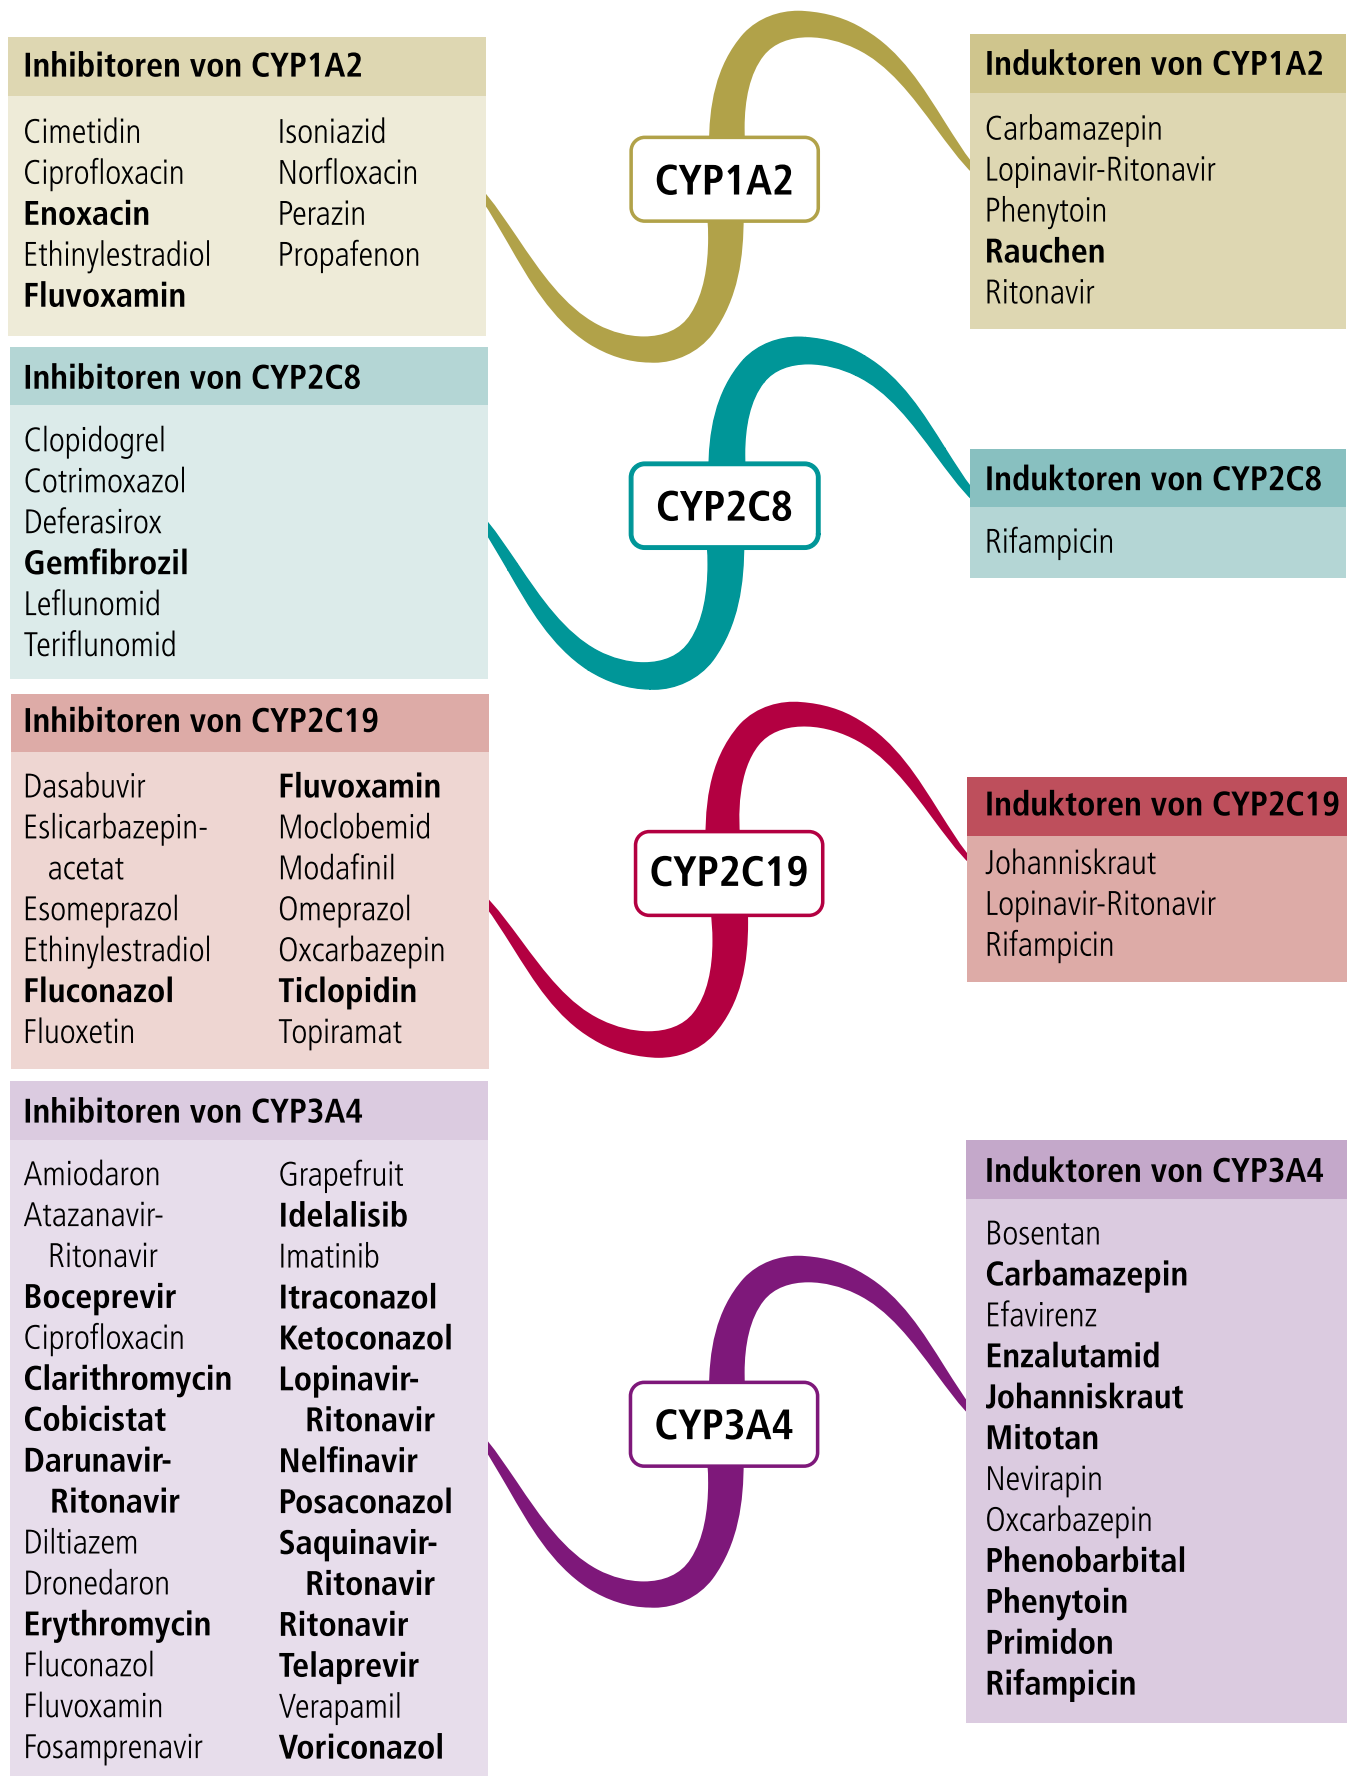 Inhibitoren von CYP1A2
Cimetidin
Ciprofloxacin
Enoxacin
Ethinylestradiol
Fluvoxamin
Isoniazid
Norfloxacin
Perazin
Propafenon
CYP1A2
Induktoren von CYP1A2
Carbamazepin
Lopinavir-Ritonavir
Phenytoin
Rauchen
Ritonavir
Inhibitoren von CYP2C8
Clopidogrel
Cotrimoxazol
Deferasirox
Gemfibrozil
Leflunomid
Teriflunomid
CYP2C8
Induktoren von CYP2C8
Rifampicin
Inhibitoren von CYP2C19
Dasabuvir
Eslicarbazepin-
acetat
Esomeprazol
Ethinylestradiol
Fluconazol
Fluoxetin
Fluvoxamin
Moclobemid
Modafinil
Omeprazol
Oxcarbazepin
Ticlopidin
Topiramat
CYP2C19
Induktoren von CYP2C19
Johanniskraut
Lopinavir-Ritonavir
Rifampicin
Inhibitoren von CYP3A4
Amiodaron
Atazanavir-
Ritonavir
Boceprevir
Ciprofloxacin
Clarithromycin
Cobicistat
Darunavir-
Ritonavir
Diltiazem
Dronedaron
Erythromycin
Fluconazol
Fluvoxamin
Fosamprenavir
Grapefruit
Idelalisib
Imatinib
Itraconazol
Ketoconazol
Lopinavir-
Ritonavir
Nelfinavir
Posaconazol
Saquinavir-
Ritonavir
Ritonavir
Telaprevir
Verapamil
Voriconazol
CYP3A4
Induktoren von CYP3A4
Bosentan
Carbamazepin
Efavirenz
Enzalutamid
Johanniskraut
Mitotan
Nevirapin
Oxcarbazepin
Phenobarbital
Phenytoin
Primidon
Rifampicin